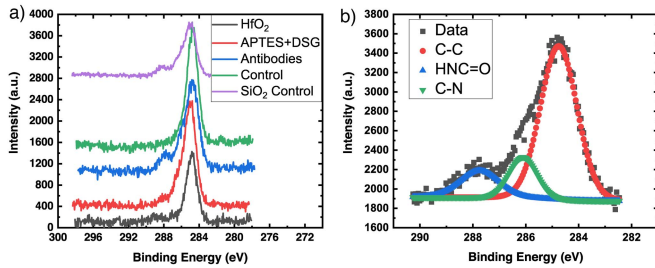 a)
4000
3600
3200
2800
2400
2000
1600
1200
800
400
0
Intensity (a.u.)
HfO2
APTES+DSG
Antibodies
Control
SiO2 Control
300 296 292 288 284 280 276 272
Binding Energy (eV)
b)
3800
3600
3400
3200
3000
2800
2600
2400
2200
2000
1800
1600
Intensity (a.u.)
Data
C-C
HNC=O
C-N
290 288 286 284 282
Binding Energy (eV)